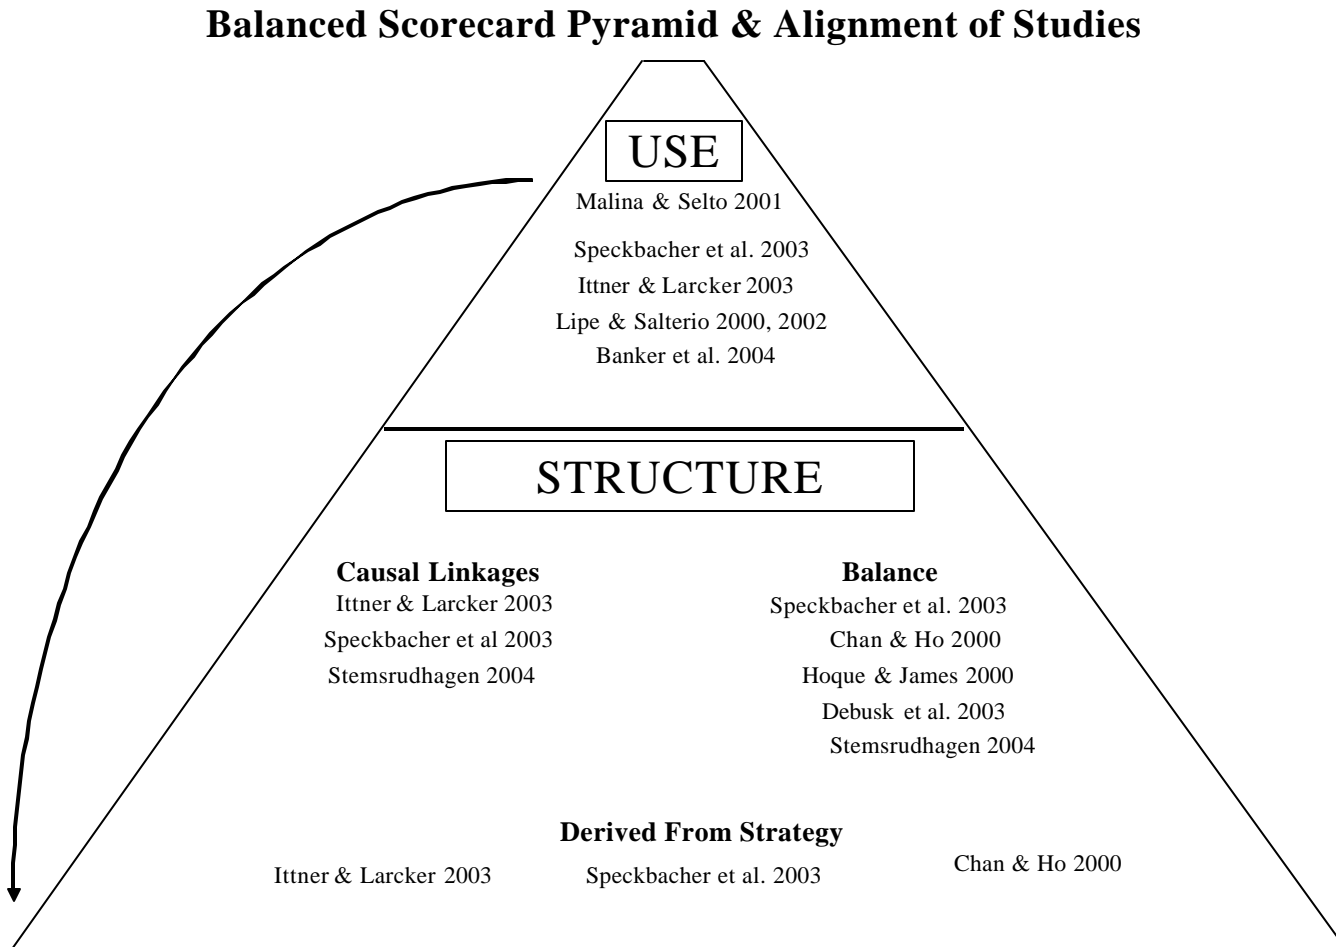 Balanced Scorecard Pyramid & Alignment of Studies
USE
Malina & Selto 2001
Speckbacher et al. 2003
Ittner & Larcker 2003
Lipe & Salterio 2000, 2002
Banker et al. 2004
STRUCTURE
Causal Linkages
Ittner & Larcker 2003
Speckbacher et al 2003
Stemsrudhagen 2004
Balance
Speckbacher et al. 2003
Chan & Ho 2000
Hoque & James 2000
Debusk et al. 2003
Stemsrudhagen 2004
Derived From Strategy
Ittner & Larcker 2003
Speckbacher et al. 2003
Chan & Ho 2000